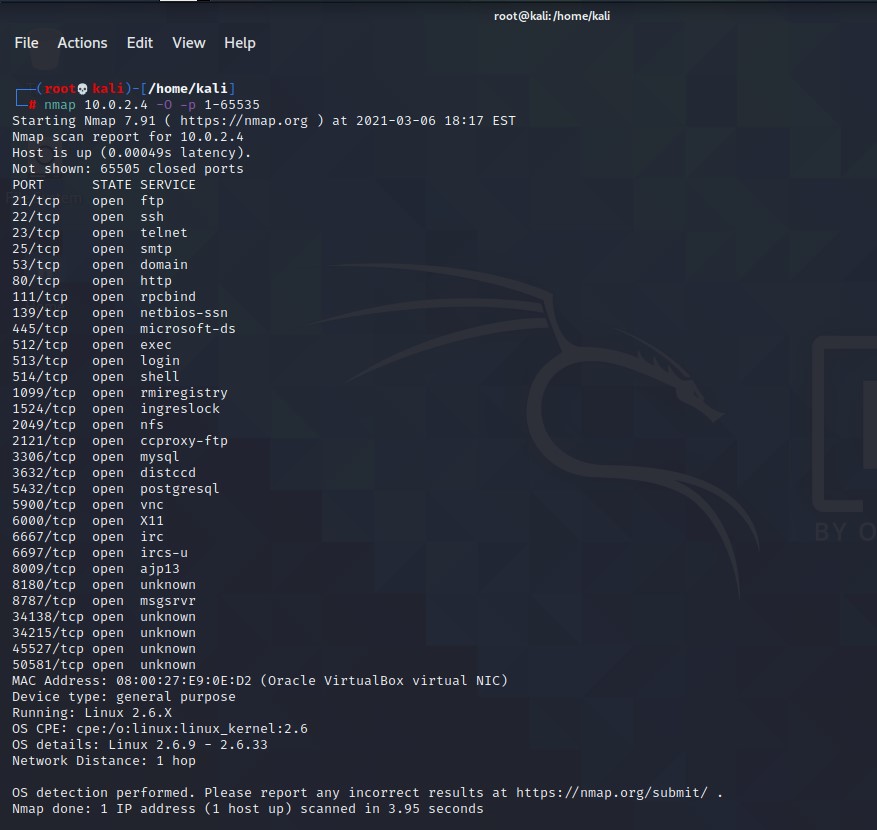 root@kali:/home/kali
File Actions Edit View Help
┌──(root💀kali)-[/home/kali]
└─# nmap 10.0.2.4 -O -p 1-65535
Starting Nmap 7.91 ( https://nmap.org ) at 2021-03-06 18:17 EST
Nmap scan report for 10.0.2.4
Host is up (0.00049s latency).
Not shown: 65505 closed ports
PORT      STATE SERVICE
21/tcp    open  ftp
22/tcp    open  ssh
23/tcp    open  telnet
25/tcp    open  smtp
53/tcp    open  domain
80/tcp    open  http
111/tcp   open  rpcbind
139/tcp   open  netbios-ssn
445/tcp   open  microsoft-ds
512/tcp   open  exec
513/tcp   open  login
514/tcp   open  shell
1099/tcp  open  rmiregistry
1524/tcp  open  ingreslock
2049/tcp  open  nfs
2121/tcp  open  ccproxy-ftp
3306/tcp  open  mysql
3632/tcp  open  distccd
5432/tcp  open  postgresql
5900/tcp  open  vnc
6000/tcp  open  X11
6667/tcp  open  irc
6697/tcp  open  ircs-u
8009/tcp  open  ajp13
8180/tcp  open  unknown
8787/tcp  open  msgsrvr
34138/tcp open  unknown
34215/tcp open  unknown
45527/tcp open  unknown
50581/tcp open  unknown
MAC Address: 08:00:27:E9:0E:D2 (Oracle VirtualBox virtual NIC)
Device type: general purpose
Running: Linux 2.6.X
OS CPE: cpe:/o:linux:linux_kernel:2.6
OS details: Linux 2.6.9 - 2.6.33
Network Distance: 1 hop
OS detection performed. Please report any incorrect results at https://nmap.org/submit/ .
Nmap done: 1 IP address (1 host up) scanned in 3.95 seconds
BY O